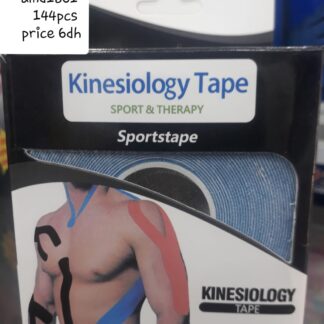 144pcs
price 6dh
Kinesiology Tape
SPORT & THERAPY
Sportstape
KINESIOLOGY
TAPE